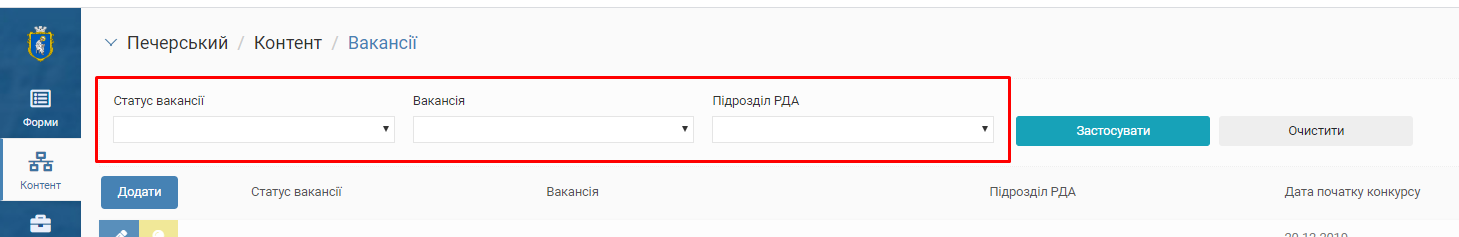 Печерський / Контент / Вакансії
Форми
Контент
Статус вакансії Вакансія Підрозділ РДА
Застосувати Очистити
Додати Статус вакансії Вакансія Підрозділ РДА Дата початку конкурсу